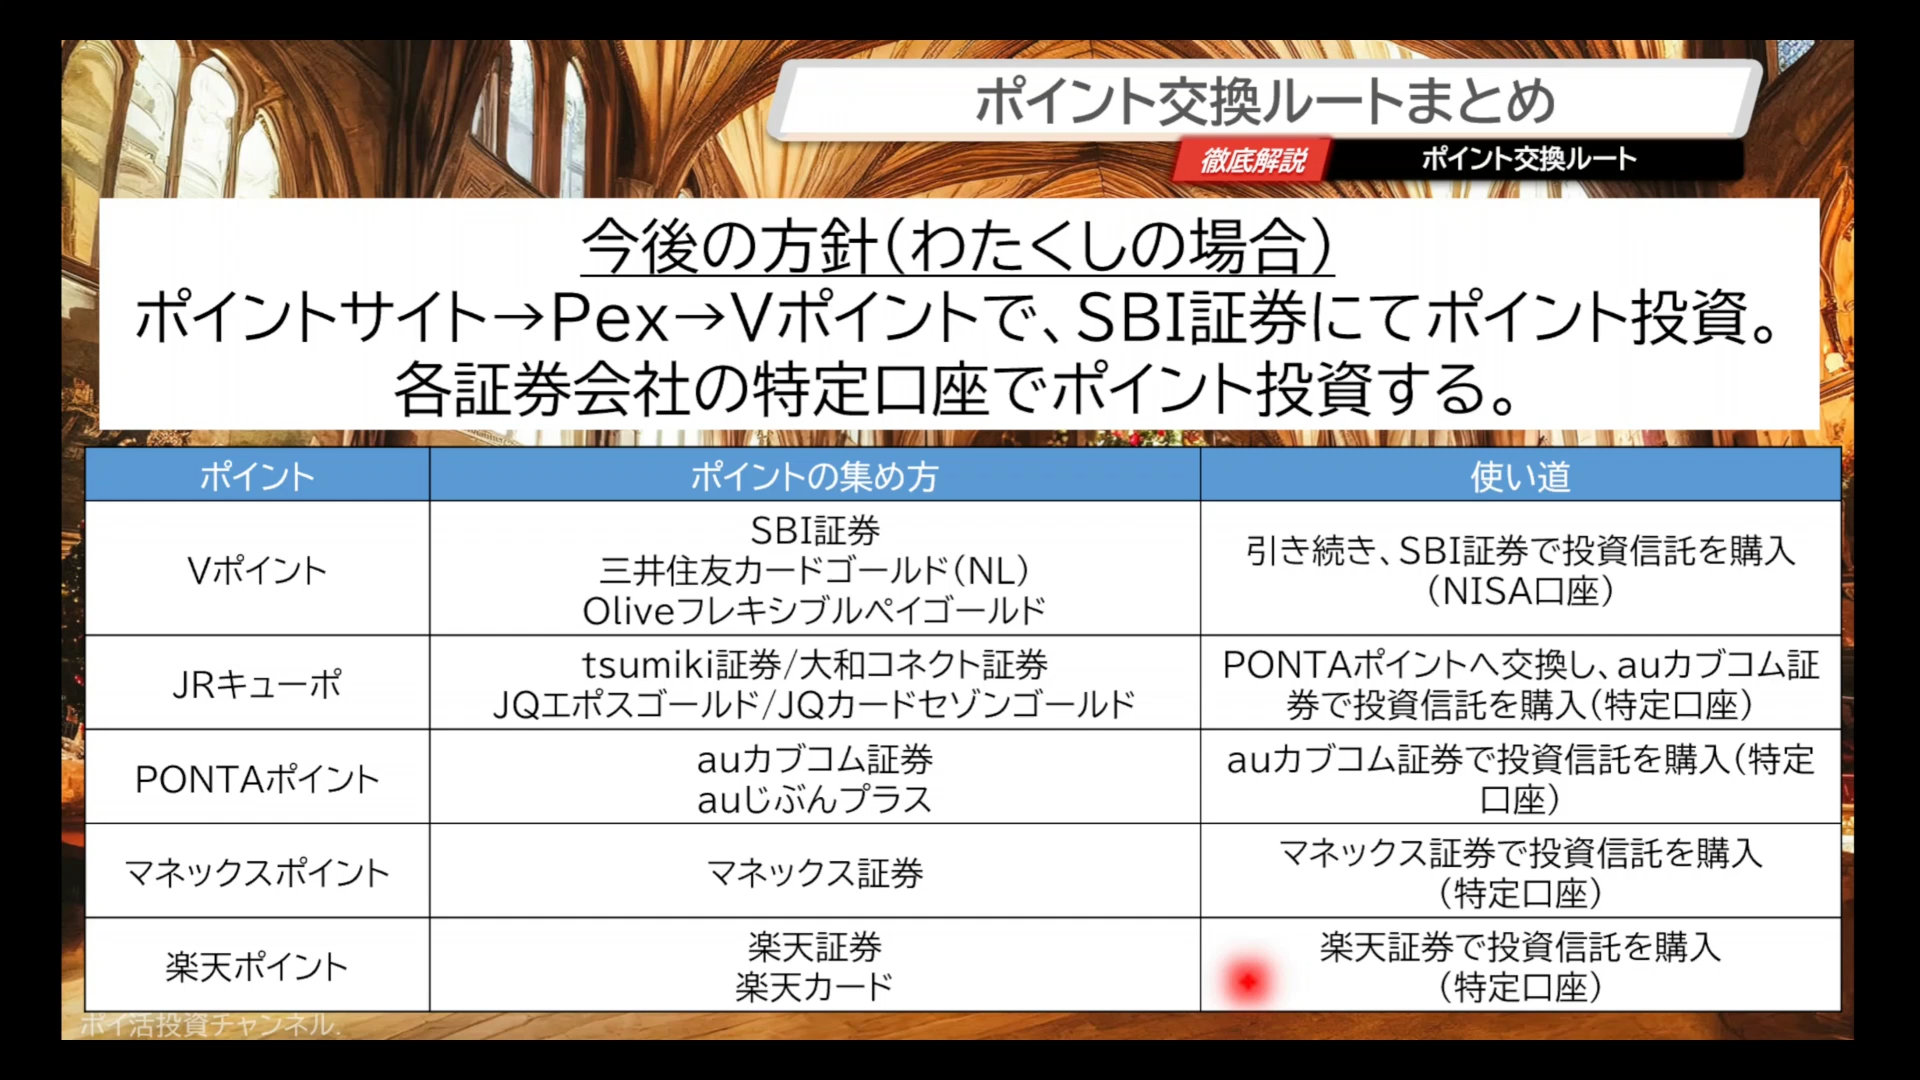 ポイント交換ルートまとめ
徹底解説
ポイント交換ルート
今後の方針(わたくしの場合)
ポイントサイト→Pex→Vポイントで、SBI証券にてポイント投資。
各証券会社の特定口座でポイント投資する。
ポイント
ポイントの集め方
使い道
Vポイント
SBI証券
三井住友カードゴールド(NL)
Oliveフレキシブルペイゴールド
引き続き、SBI証券で投資信託を購入
(NISA口座)
JRキューポ
tsumiki証券/大和コネクト証券
JQエポスゴールド/JQカードセゾンゴールド
PONTAポイントへ交換し、auカブコム証
券で投資信託を購入(特定口座)
PONTAポイント
auカブコム証券
auじぶんプラス
auカブコム証券で投資信託を購入(特定
口座)
マネックスポイント
マネックス証券
マネックス証券で投資信託を購入
(特定口座)
楽天ポイント
楽天証券
楽天カード
楽天証券で投資信託を購入
(特定口座)
ポイ活投資チャンネル.